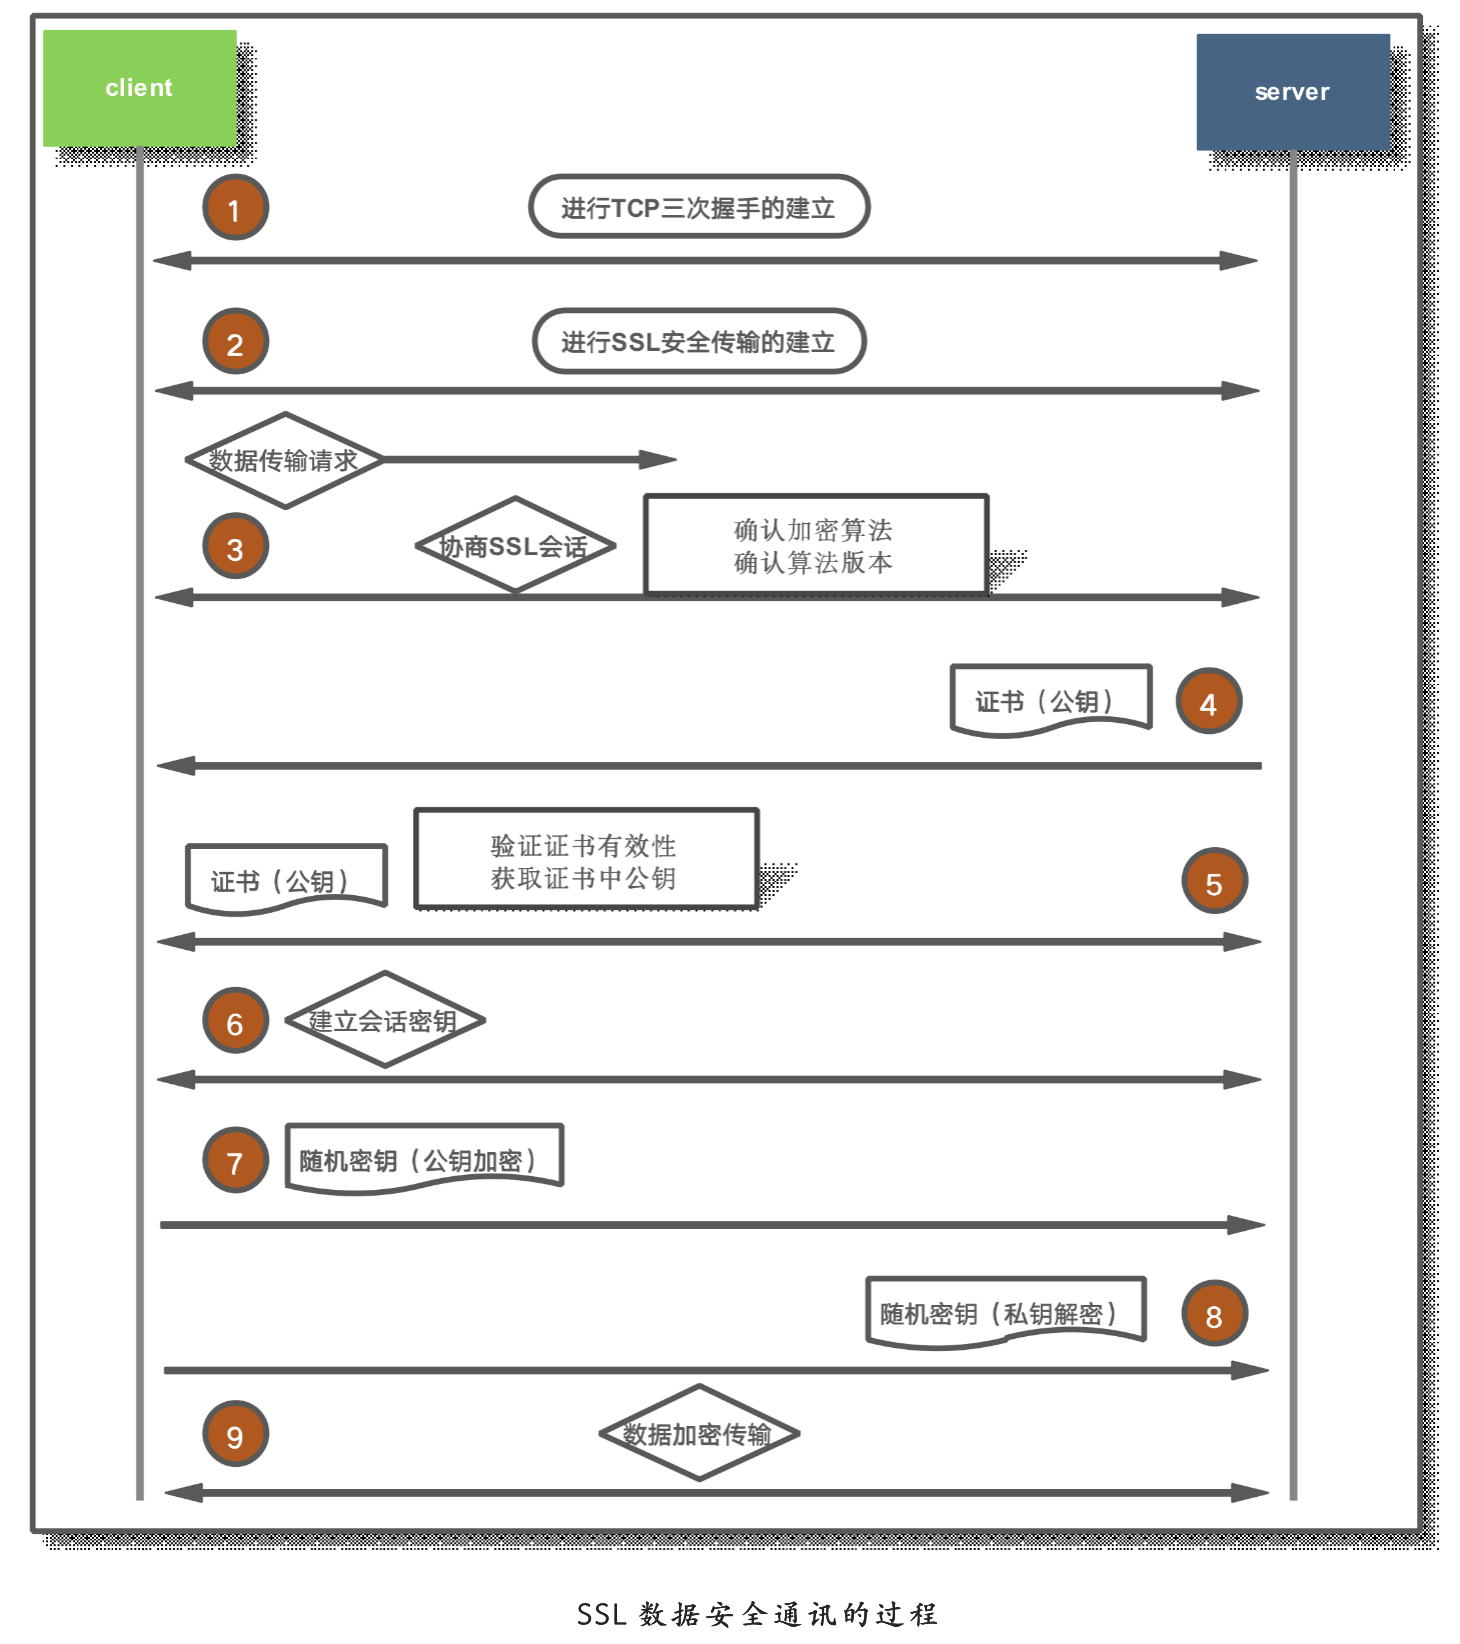 client
server
1
进行TCP三次握手的建立
2
进行SSL安全传输的建立
数据传输请求
3
协商SSL会话
确认加密算法
确认算法版本
证书（公钥）
4
证书（公钥）
验证证书有效性
获取证书中公钥
5
6
建立会话密钥
7
随机密钥（公钥加密）
随机密钥（私钥解密）
8
9
数据加密传输
SSL 数据安全通讯的过程